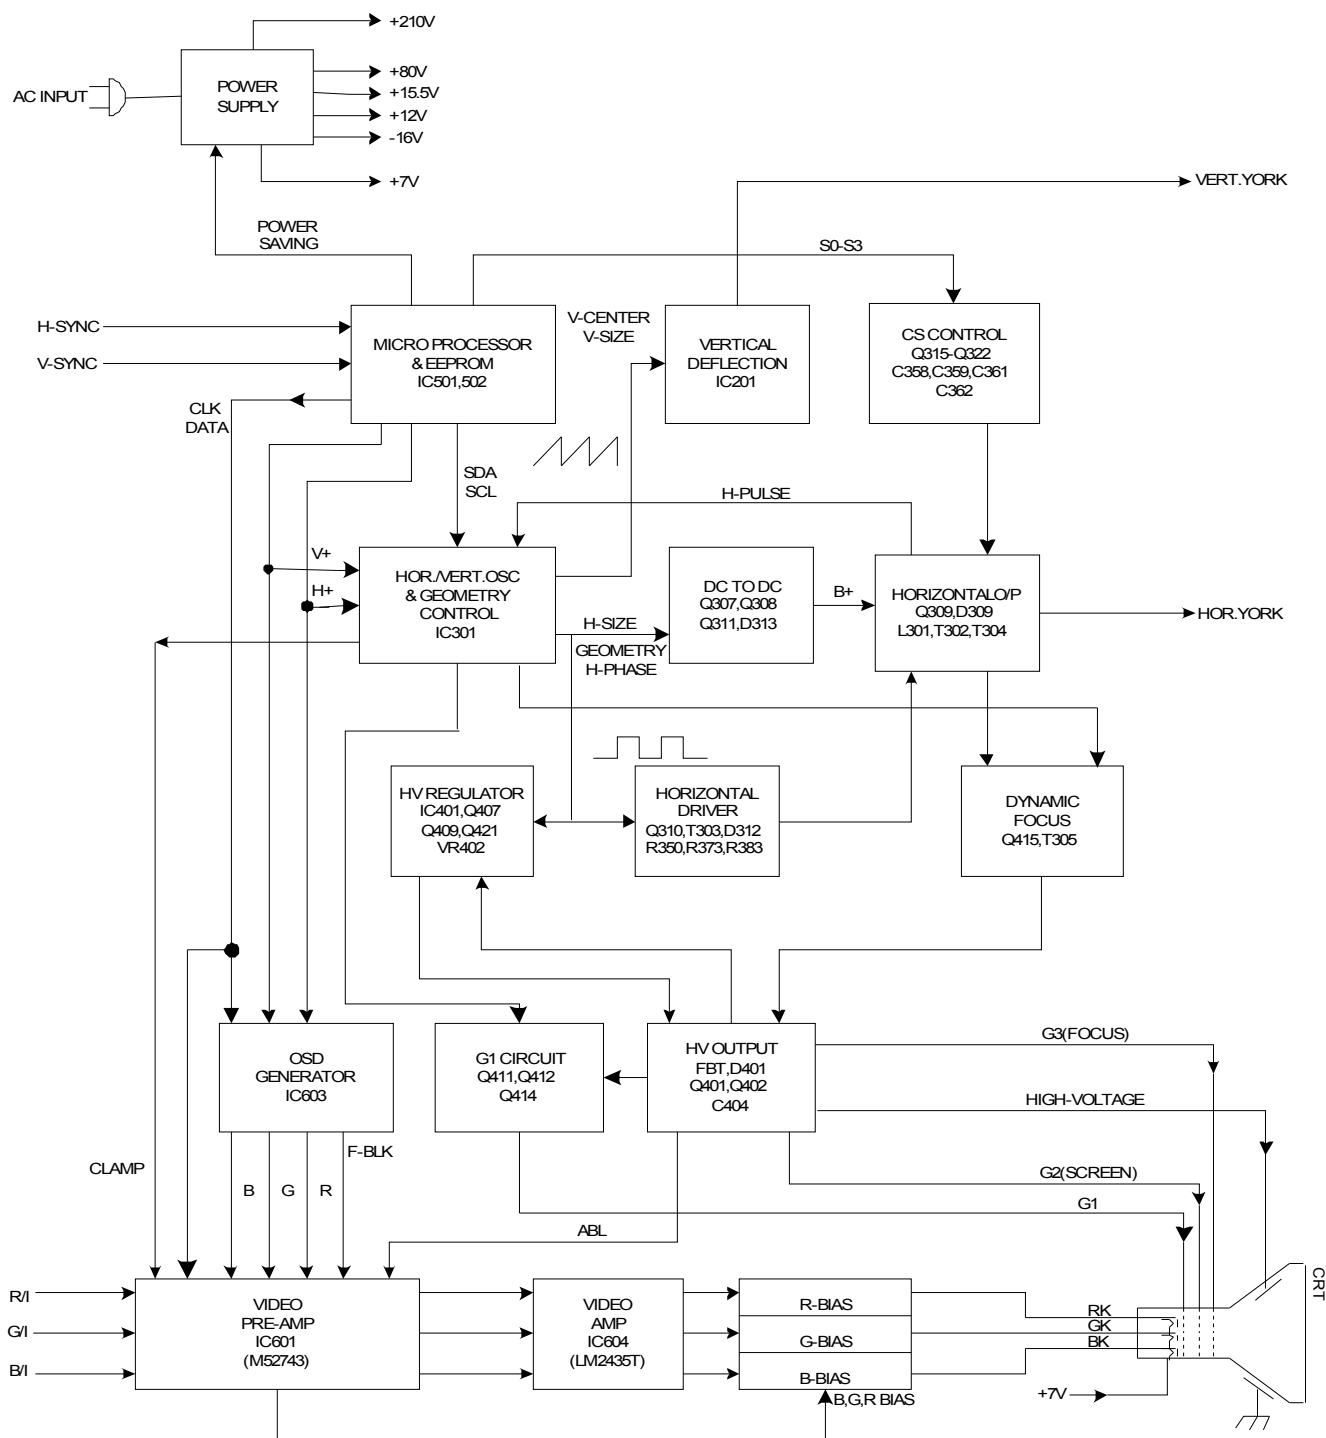 +210V
POWER
SUPPLY
+80V
+15.5V
+12V
-16V
+7V
AC INPUT
VERT.YORK
POWER
SAVING
S0-S3
H-SYNC
V-SYNC
MICRO PROCESSOR
& EEPROM
IC501,502
V-CENTER
V-SIZE
VERTICAL
DEFLECTION
IC201
CS CONTROL
Q315-Q322
C358,C359,C361
C362
CLK
DATA
SDA
SCL
H-PULSE
V+
H+
HOR./VERT.OSC
& GEOMETRY
CONTROL
IC301
H-SIZE
GEOMETRY
H-PHASE
DC TO DC
Q307,Q308
Q311,D313
B+
HORIZONTALO/P
Q309,D309
L301,T302,T304
HOR.YORK
HV REGULATOR
IC401,Q407
Q409,Q421
VR402
HORIZONTAL
DRIVER
Q310,T303,D312
R350,R373,R383
DYNAMIC
FOCUS
Q415,T305
OSD
GENERATOR
IC603
G1 CIRCUIT
Q411,Q412
Q414
HV OUTPUT
FBT,D401
Q401,Q402
C404
G3(FOCUS)
HIGH-VOLTAGE
G2(SCREEN)
G1
CLAMP
B
G
R
F-BLK
ABL
R/I
G/I
B/I
VIDEO
PRE-AMP
IC601
(M52743)
VIDEO
AMP
IC604
(LM2435T)
R-BIAS
G-BIAS
B-BIAS
B,G,R BIAS
RK
GK
BK
+7V
CRT